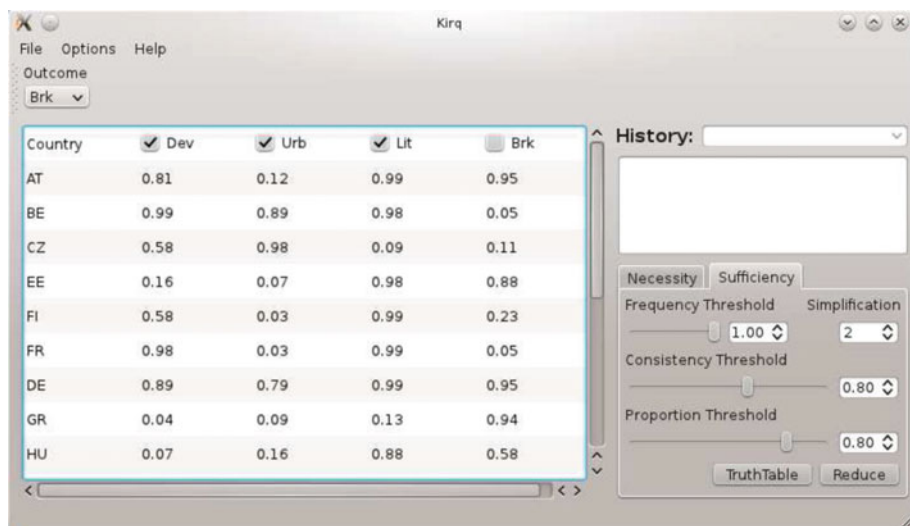 Kirq
File Options Help
Outcome
Brk
Country Dev Urb Lit Brk
AT 0.81 0.12 0.99 0.95
BE 0.99 0.89 0.98 0.05
CZ 0.58 0.98 0.09 0.11
EE 0.16 0.07 0.98 0.88
FI 0.58 0.03 0.99 0.23
FR 0.98 0.03 0.99 0.05
DE 0.89 0.79 0.99 0.95
GR 0.04 0.09 0.13 0.94
HU 0.07 0.16 0.88 0.58
History:
Necessity Sufficiency
Frequency Threshold Simplification
1.00 2
Consistency Threshold
0.80
Proportion Threshold
0.80
TruthTable Reduce